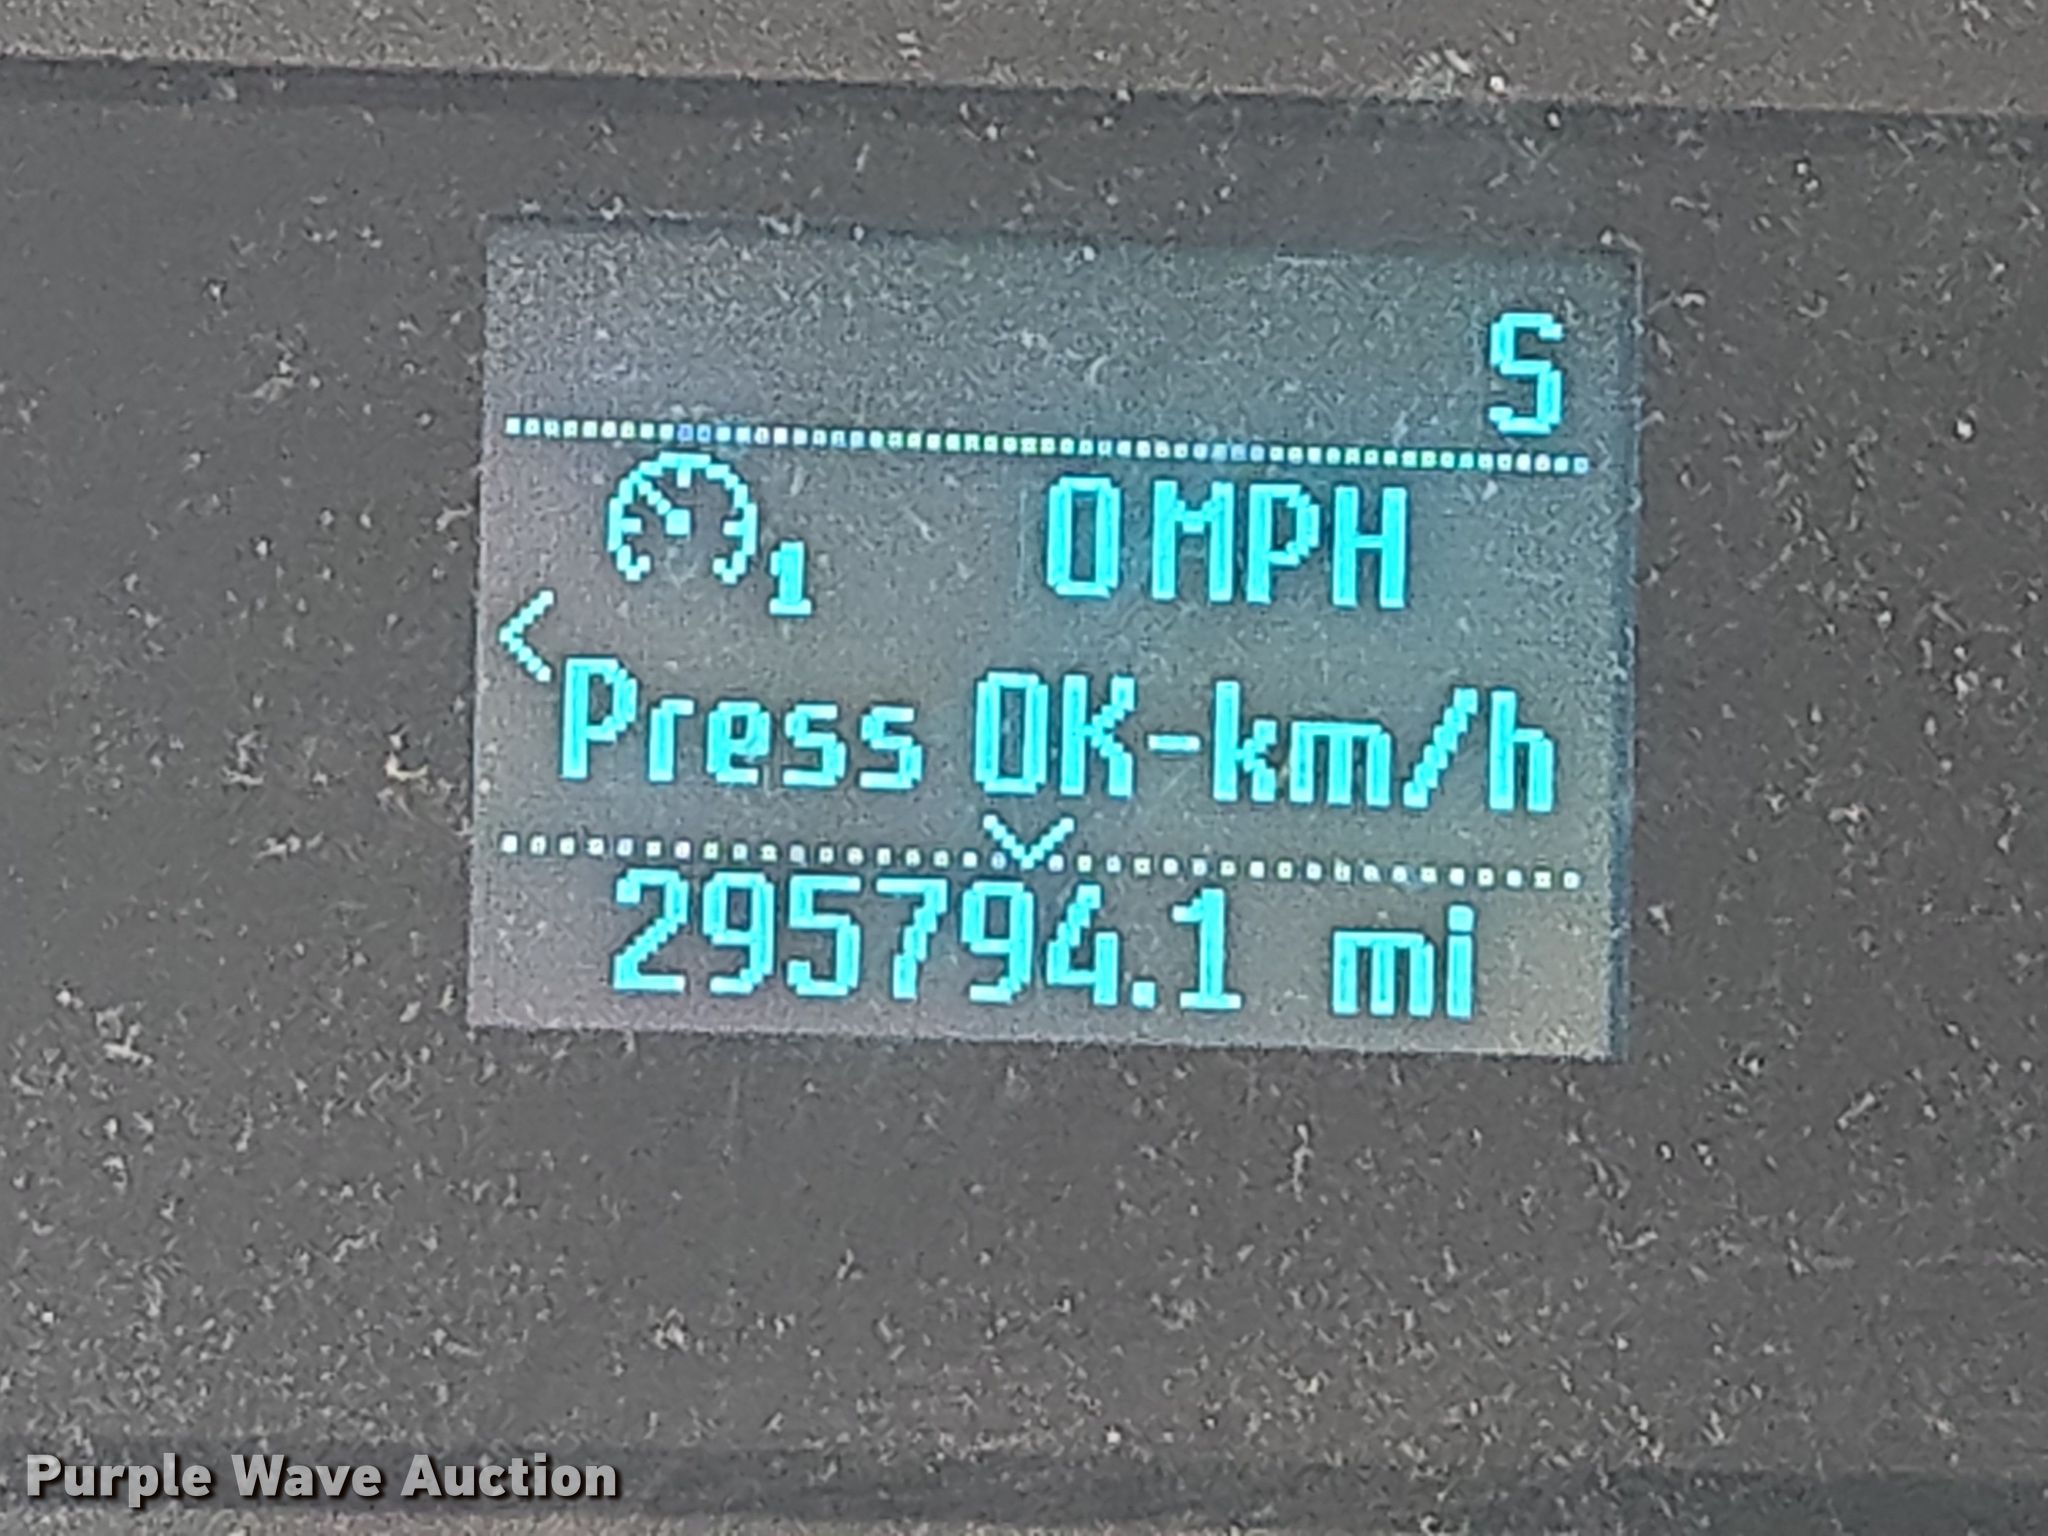 S
1 0 MPH
Press OK-km/h
295794.1 mi
Purple Wave Auction